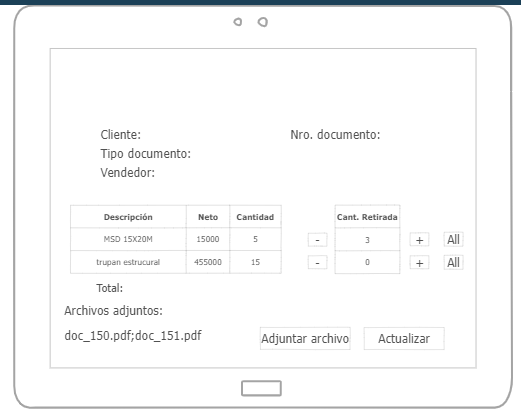 Cliente: Nro. documento:
Tipo documento:
Vendedor:
Descripción Neto Cantidad Cant. Retirada
MSD 15X20M 15000 5 - 3 + All
trupan estrucural 455000 15 - 0 + All
Total:
Archivos adjuntos:
doc_150.pdf;doc_151.pdf Adjuntar archivo Actualizar